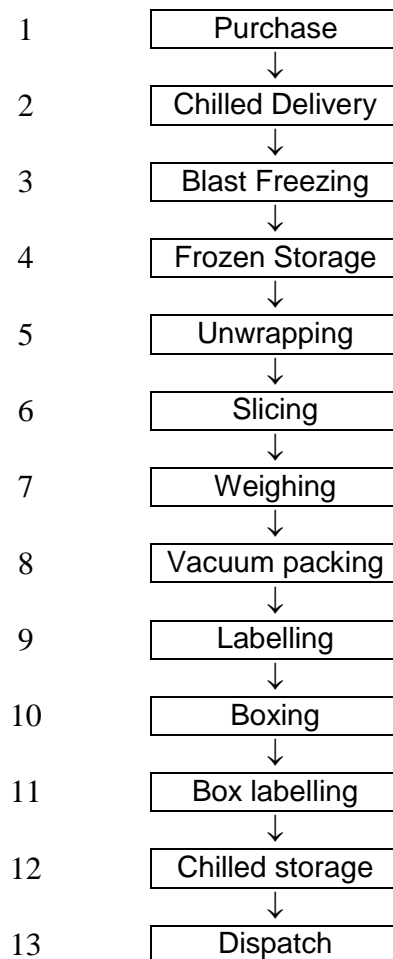 1 Purchase
↓
2 Chilled Delivery
↓
3 Blast Freezing
↓
4 Frozen Storage
↓
5 Unwrapping
↓
6 Slicing
↓
7 Weighing
↓
8 Vacuum packing
↓
9 Labelling
↓
10 Boxing
↓
11 Box labelling
↓
12 Chilled storage
↓
13 Dispatch